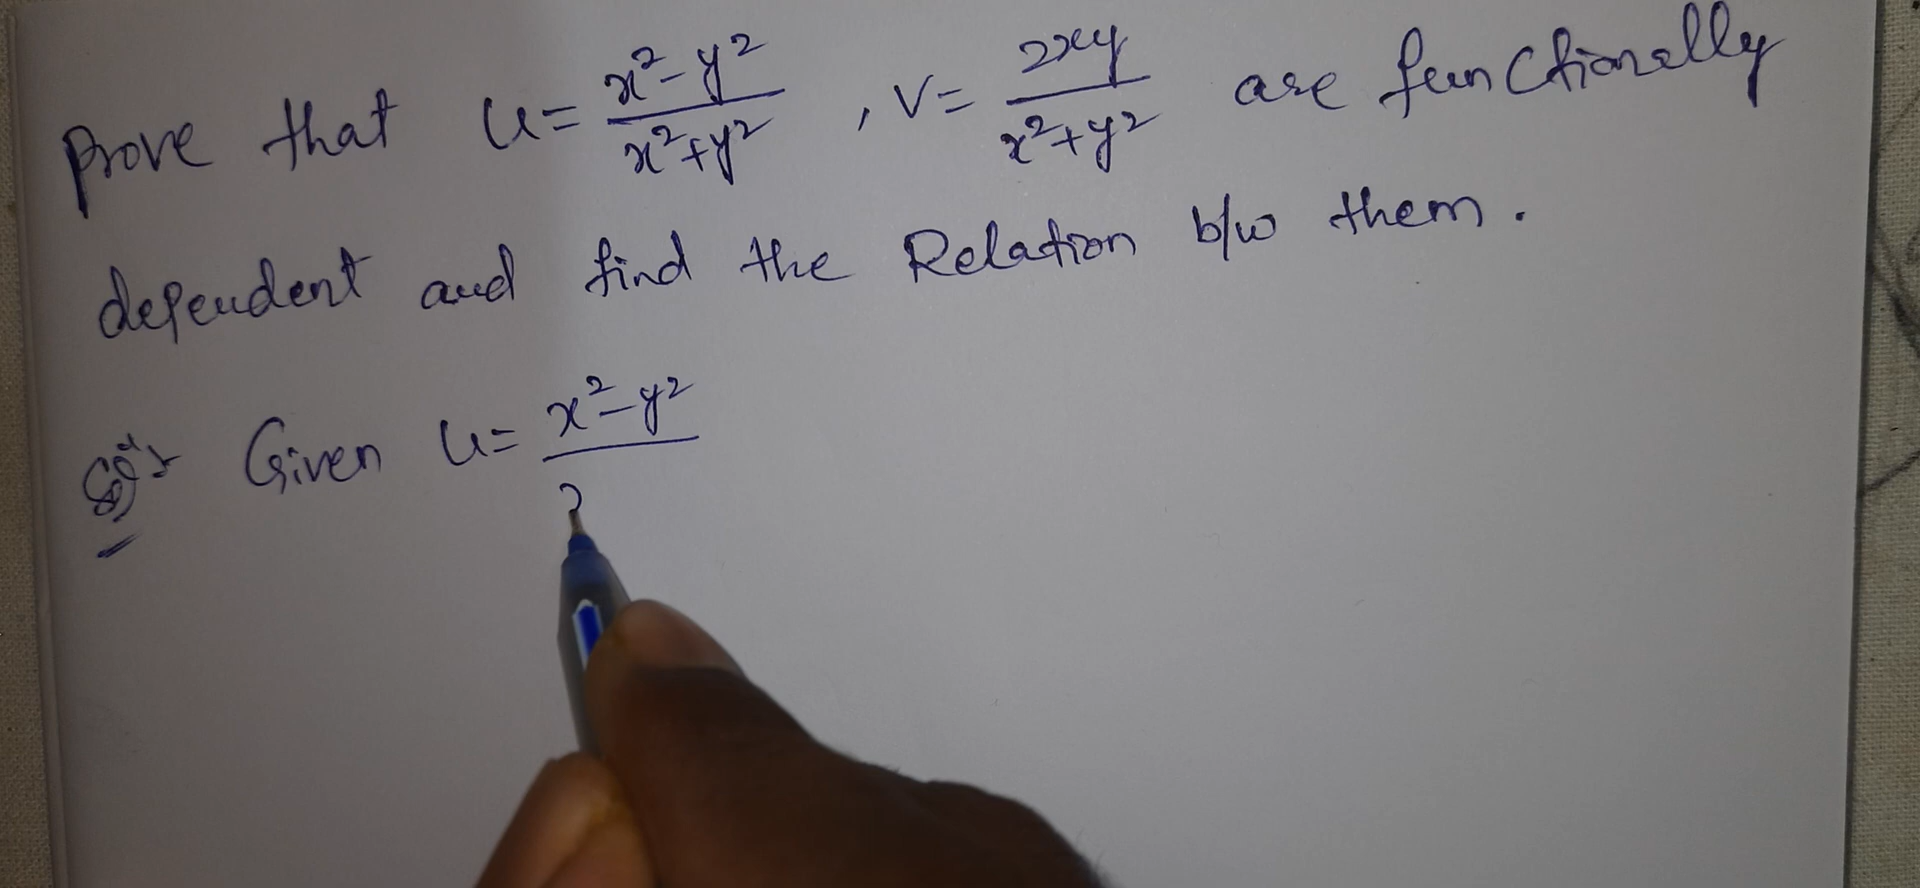 Prove that u = x²-y² / x²+y² , v = 2xy / x²+y² are functionally
dependent and find the Relation b/w them.
Sol: Given u = x²-y²